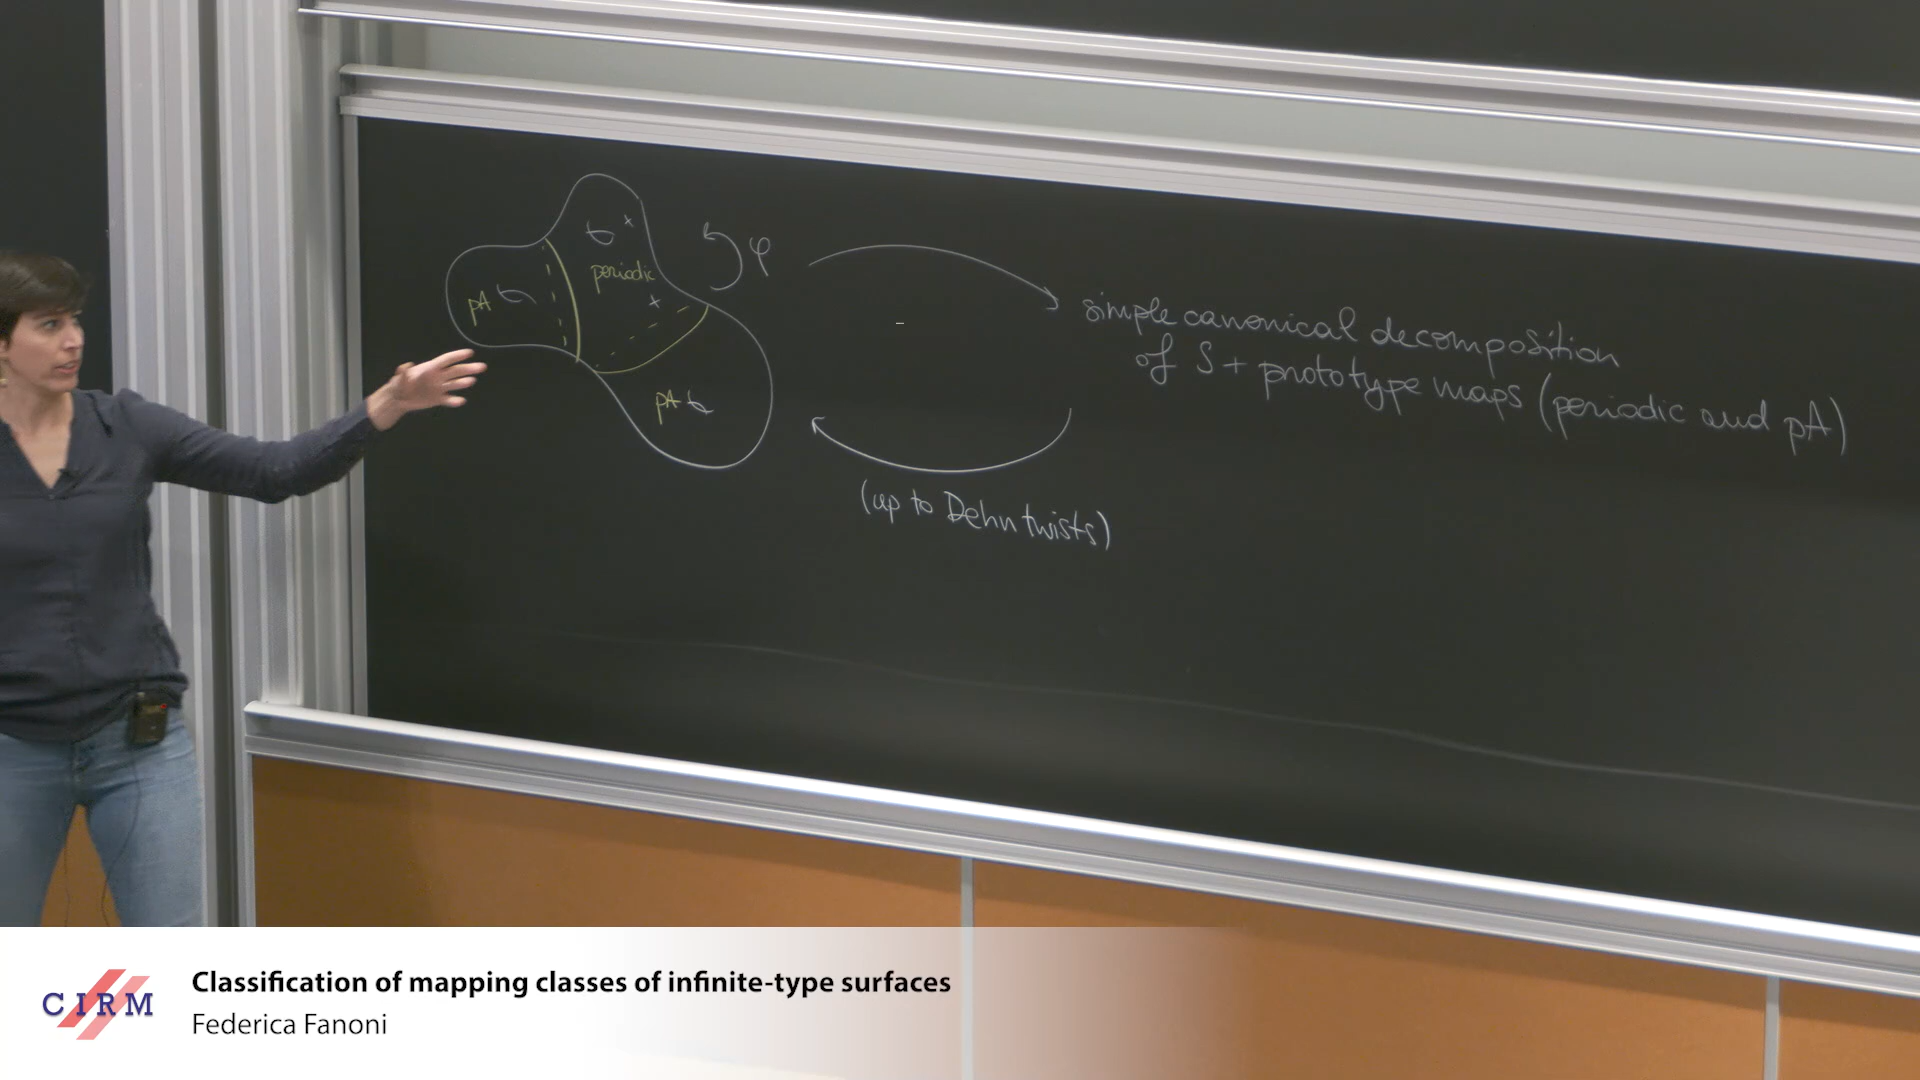 periodic
φ
pA
pA
simple canonical decomposition
of S + prototype maps (periodic and pA)
(up to Dehn twists)
CIRM
Classification of mapping classes of infinite-type surfaces
Federica Fanoni